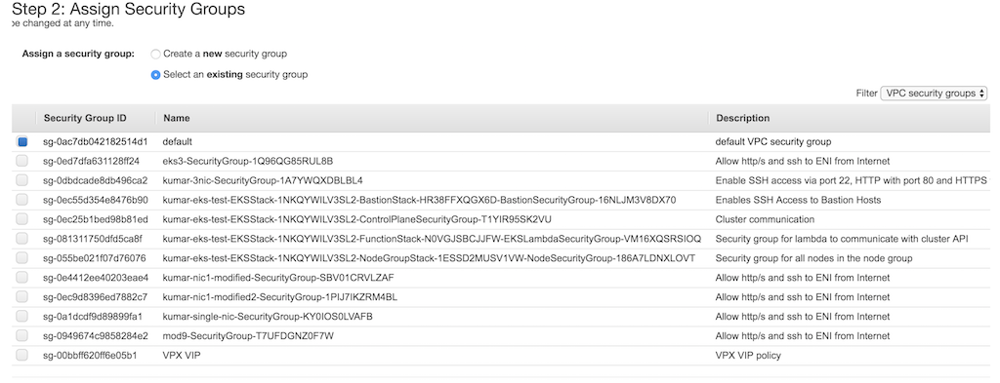 Step 2: Assign Security Groups
be changed at any time.
Assign a security group: Create a new security group
Select an existing security group
Filter VPC security groups
Security Group ID Name Description
sg-0ac7db042182514d1 default default VPC security group
sg-0ed7dfa631128ff24 eks3-SecurityGroup-1Q96QG85RUL8B Allow http/s and ssh to ENI from Internet
sg-0dbdcade8db496ca2 kumar-3nic-SecurityGroup-1A7YWQXDBLBL4 Enable SSH access via port 22, HTTP with port 80 and HTTPS
sg-0ec55d354e8476b90 kumar-eks-test-EKSStack-1NKQYWILV3SL2-BastionStack-HR38FFXQGX6D-BastionSecurityGroup-16NLJM3V8DX70 Enables SSH Access to Bastion Hosts
sg-0ec25b1bed98b81ed kumar-eks-test-EKSStack-1NKQYWILV3SL2-ControlPlaneSecurityGroup-T1YIR95SK2VU Cluster communication
sg-081311750dfd5ca8f kumar-eks-test-EKSStack-1NKQYWILV3SL2-FunctionStack-N0VGJSBCJJFW-EKSLambdaSecurityGroup-VM16XQSRSIOQ Security group for lambda to communicate with cluster API
sg-055be021f07d76076 kumar-eks-test-EKSStack-1NKQYWILV3SL2-NodeGroupStack-1ESSD2MUSV1VW-NodeSecurityGroup-186A7LDNXLOVT Security group for all nodes in the node group
sg-0e4412ee40203eae4 kumar-nic1-modified-SecurityGroup-SBV01CRVLZAF Allow http/s and ssh to ENI from Internet
sg-0ec9d8396ed7882c7 kumar-nic1-modified2-SecurityGroup-1PIJ7IKZRM4BL Allow http/s and ssh to ENI from Internet
sg-0a1dcdf9d89899fa1 kumar-single-nic-SecurityGroup-KY0IOS0LVAFB Allow http/s and ssh to ENI from Internet
sg-0949674c9858284e2 mod9-SecurityGroup-T7UFDGNZ0F7W Allow http/s and ssh to ENI from Internet
sg-00bbff620ff6e05b1 VPX VIP VPX VIP policy